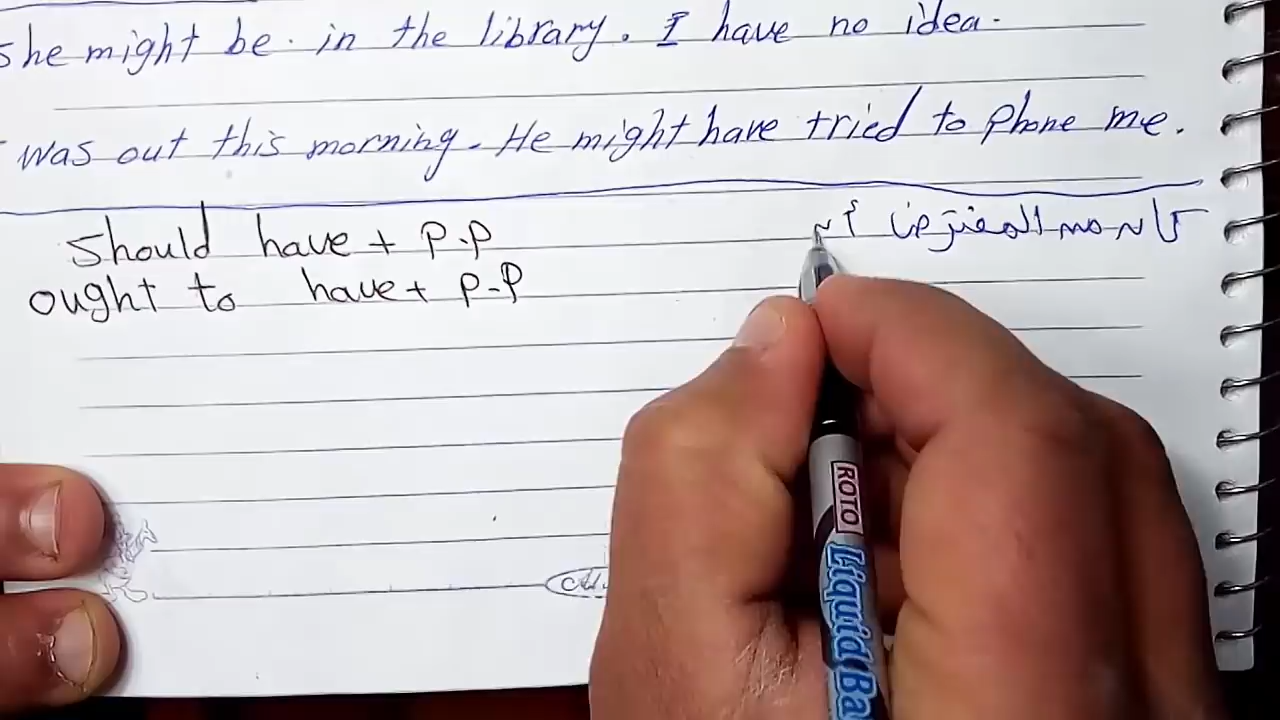 she might be in the library. I have no idea.
was out this morning. He might have tried to phone me.
should have + p.p كان من المفترض أن
ought to have + p.p
ROTO
Liquid Ba